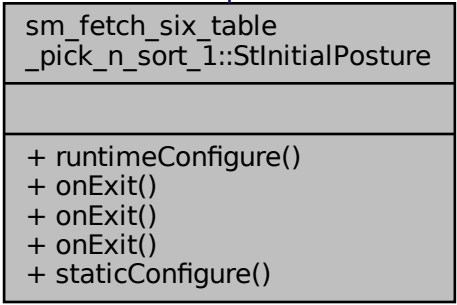 sm_fetch_six_table
_pick_n_sort_1::StInitialPosture
+ runtimeConfigure()
+ onExit()
+ onExit()
+ onExit()
+ staticConfigure()